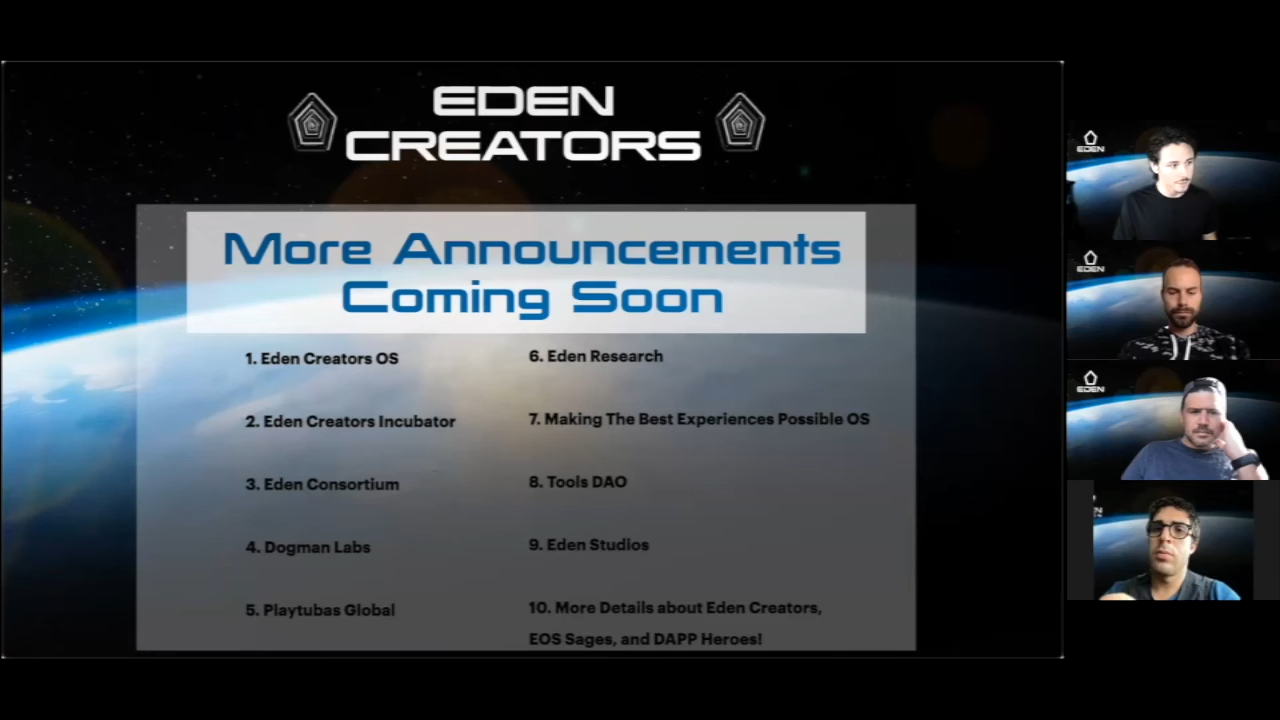 EDEN
CREATORS
More Announcements
Coming Soon
1. Eden Creators OS
2. Eden Creators Incubator
3. Eden Consortium
4. Dogman Labs
5. Playtubas Global
6. Eden Research
7. Making The Best Experiences Possible OS
8. Tools DAO
9. Eden Studios
10. More Details about Eden Creators,
EOS Sages, and DAPP Heroes!
EDEN
EDEN
EDEN